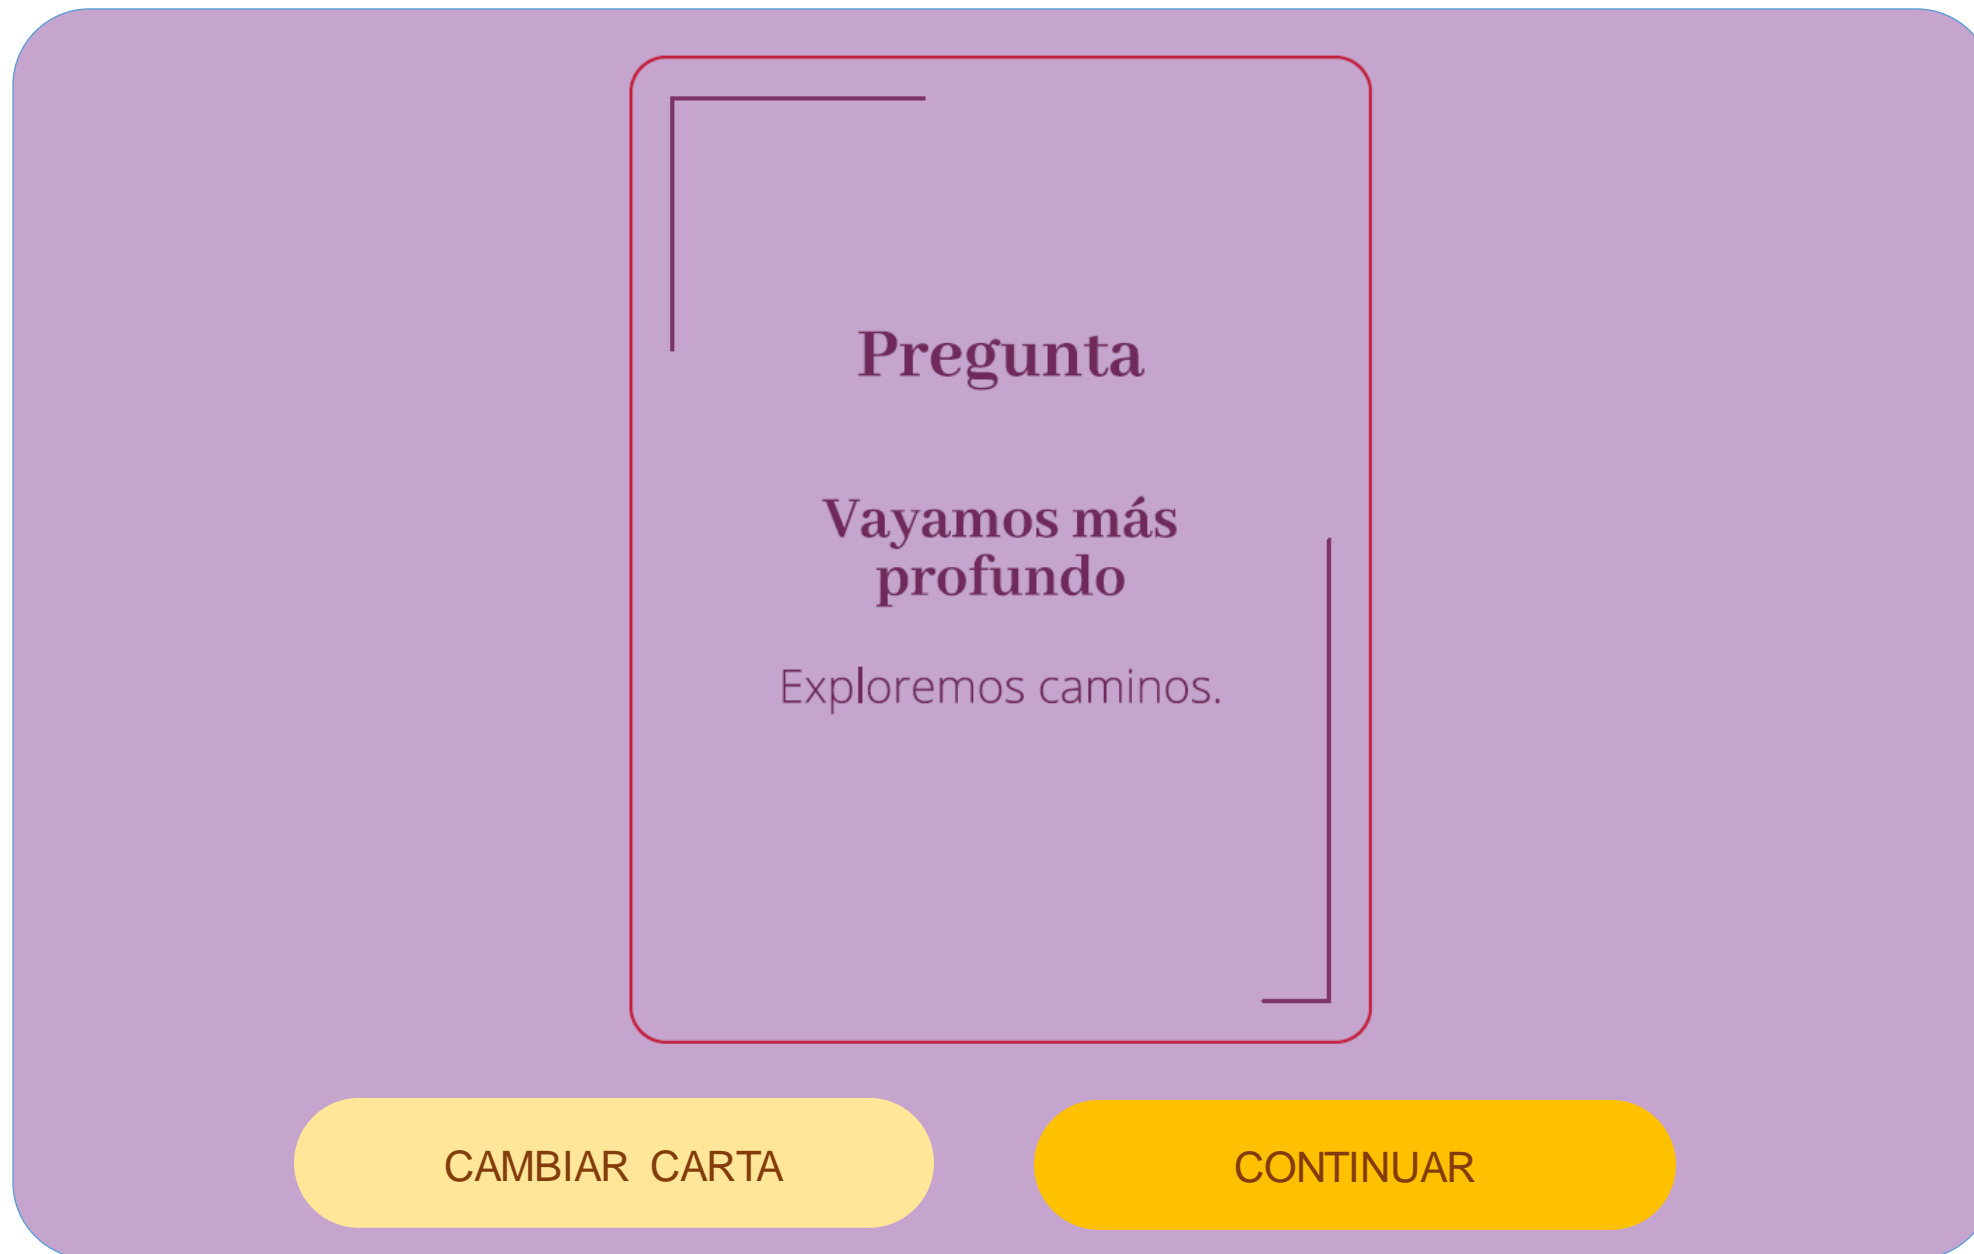 Pregunta
Vayamos más
profundo
Exploremos caminos.
CAMBIAR CARTA
CONTINUAR